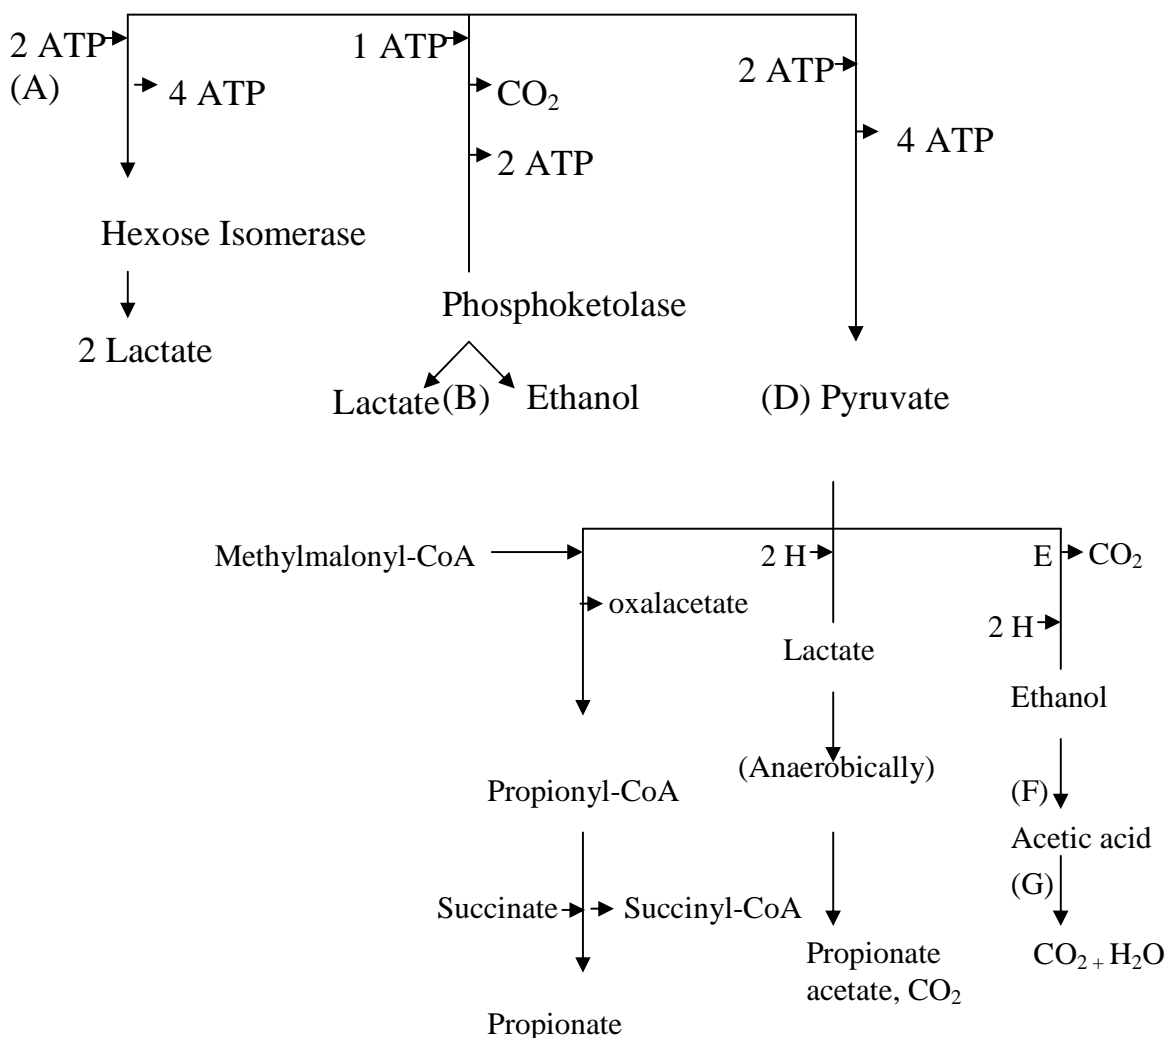 2 ATP
(A)
4 ATP
1 ATP
CO₂
2 ATP
2 ATP
4 ATP
Hexose Isomerase
2 Lactate
Phosphoketolase
Lactate (B) Ethanol
(D) Pyruvate
Methylmalonyl-CoA
oxalacetate
Propionyl-CoA
Succinate
Succinyl-CoA
Propionate
2 H
Lactate
(Anaerobically)
Propionate
acetate, CO₂
E
CO₂
2 H
Ethanol
(F)
Acetic acid
(G)
CO₂ + H₂O